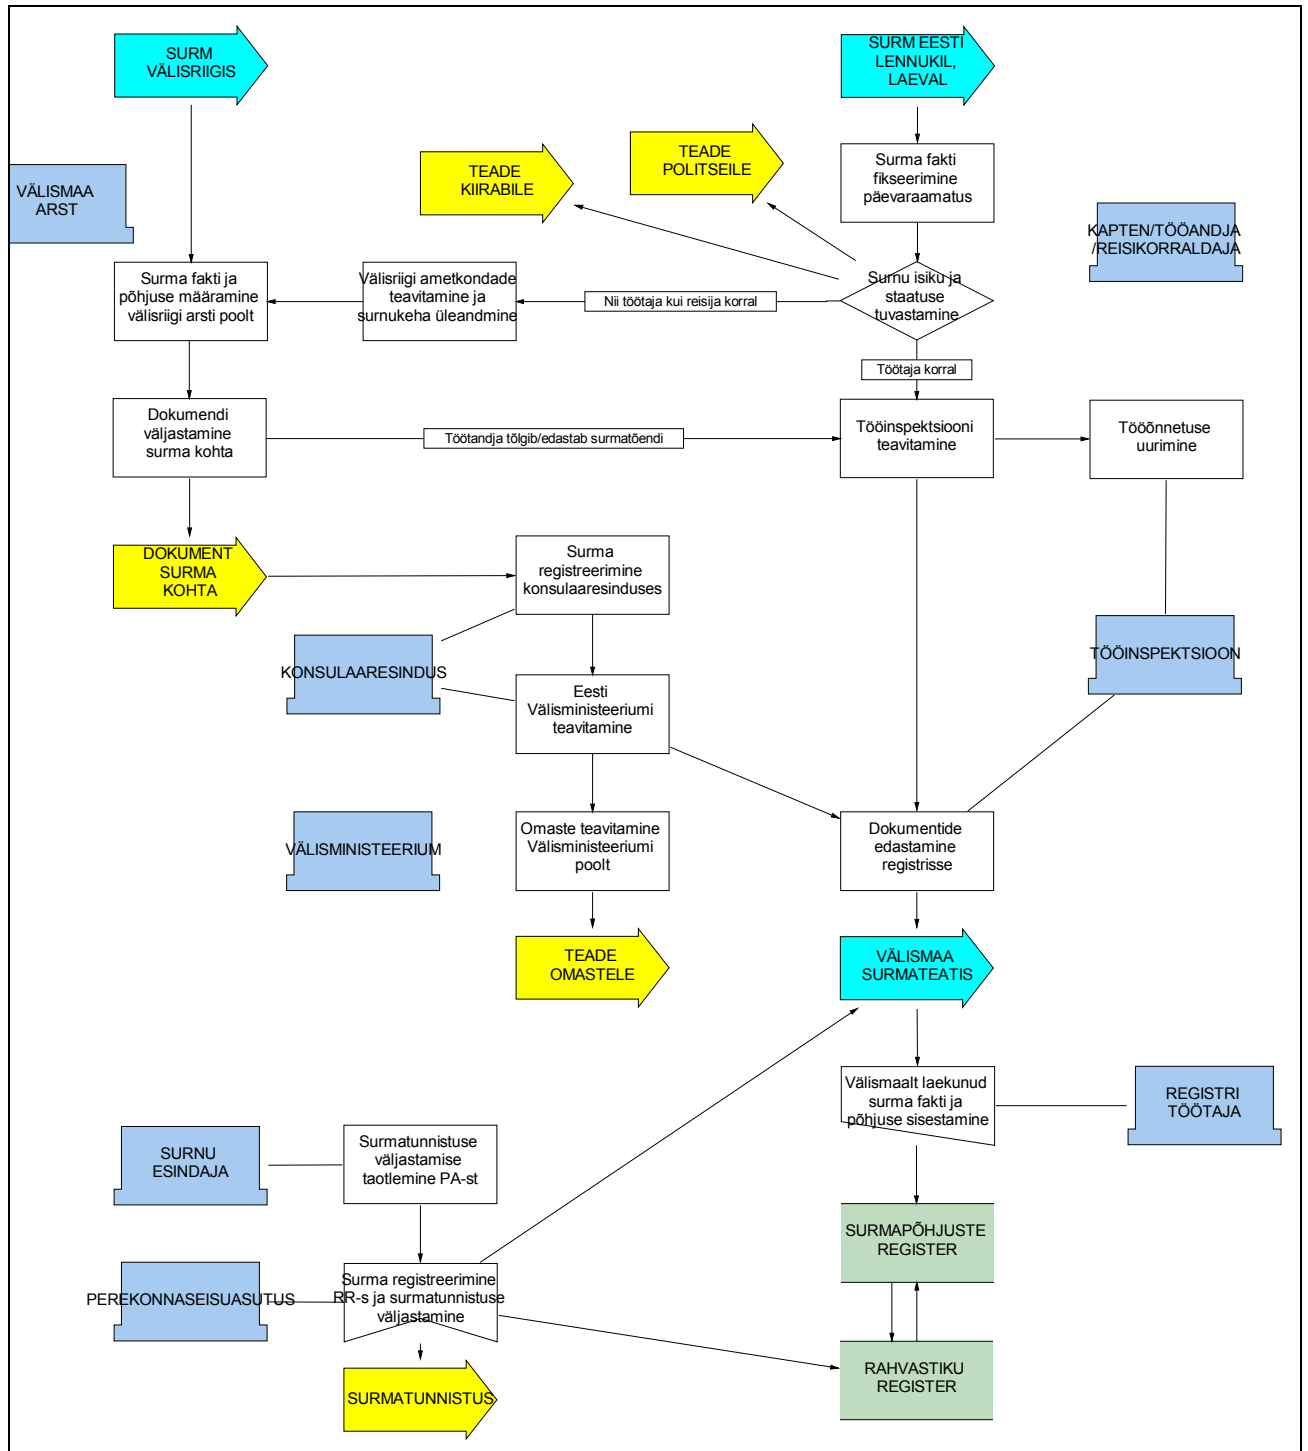 SURM
VÄLISRIIGIS
SURM EESTI
LENNUKIL,
LAEVAL
TEADE
KIIRABILE
TEADE
POLITSEILE
Surma fakti
fikseerimine
päevaraamatus
VÄLISMAA
ARST
KAPTEN/TÖÖANDJA
/REISIKORRALDAJA
Surma fakti ja
põhjuse määramine
välisriigi arsti poolt
Välisriigi ametkondade
teavitamine ja
surnukeha üleandmine
Nii töötaja kui reisija korral
Surnu isiku ja
staatuse
tuvastamine
Töötaja korral
Dokumendi
väljastamine
surma kohta
Töötandja tõlgib/edastab surmatõendi
Tööinspektsiooni
teavitamine
Tööõnnetuse
uurimine
DOKUMENT
SURMA
KOHTA
Surma
registreerimine
konsulaaresinduses
KONSULAARESINDUS
TÖÖINSPEKTSIOON
Eesti
Välisministeeriumi
teavitamine
VÄLISMINISTEERIUM
Omaste teavitamine
Välisministeeriumi
poolt
Dokumentide
edastamine
registrisse
TEADE
OMASTELE
VÄLISMAA
SURMATEATIS
Välismaalt laekunud
surma fakti ja
põhjuse sisestamine
REGISTRI
TÖÖTAJA
SURNU
ESINDAJA
Surmatunnistuse
väljastamise
taotlemine PA-st
SURMAPÕHJUSTE
REGISTER
PEREKONNASEISUASUTUS
Surma registreerimine
RR-s ja surmatunnistuse
väljastamine
RAHVASTIKU
REGISTER
SURMATUNNISTUS